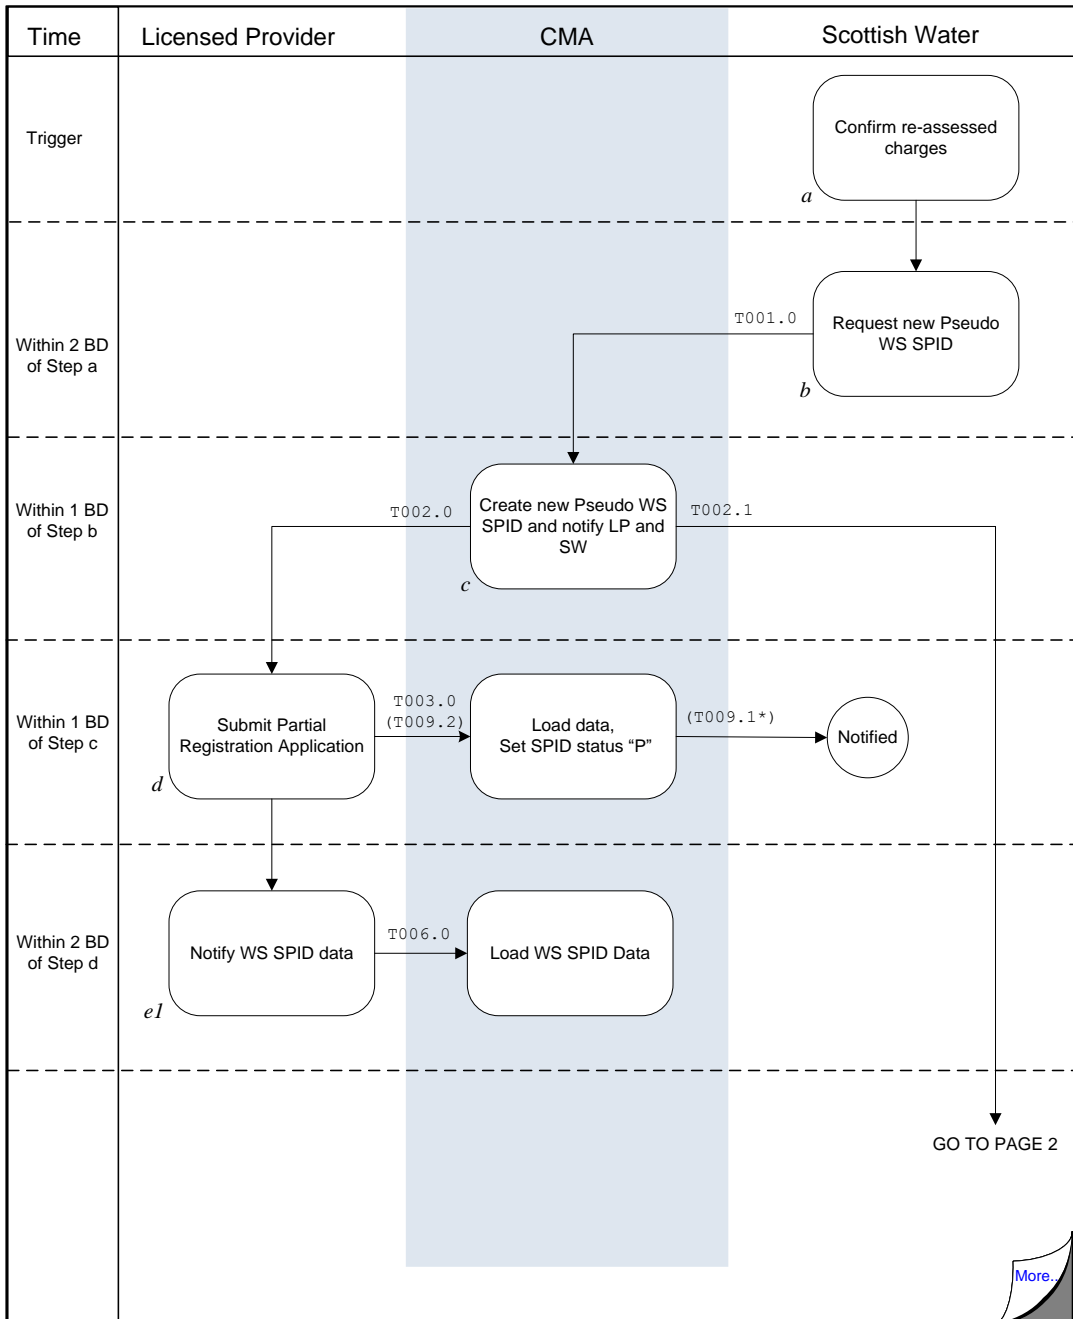 Time
Licensed Provider
CMA
Scottish Water
Trigger
Confirm re-assessed
charges
a
Within 2 BD
of Step a
T001.0
Request new Pseudo
WS SPID
b
Within 1 BD
of Step b
T002.0
Create new Pseudo WS
SPID and notify LP and
SW
T002.1
c
Within 1 BD
of Step c
Submit Partial
Registration Application
T003.0
(T009.2)
Load data,
Set SPID status “P”
(T009.1*)
Notified
d
Within 2 BD
of Step d
Notify WS SPID data
T006.0
Load WS SPID Data
e1
GO TO PAGE 2
More..